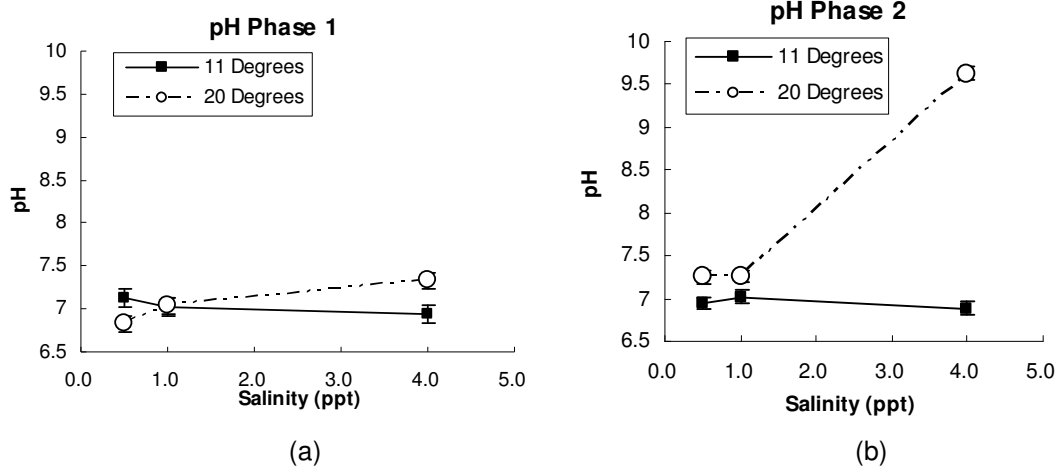 pH Phase 1
11 Degrees
20 Degrees
10
9.5
9
8.5
8
7.5
7
6.5
pH
0.0 1.0 2.0 3.0 4.0 5.0
Salinity (ppt)
(a)
pH Phase 2
11 Degrees
20 Degrees
10
9.5
9
8.5
8
7.5
7
6.5
pH
0.0 1.0 2.0 3.0 4.0 5.0
Salinity (ppt)
(b)